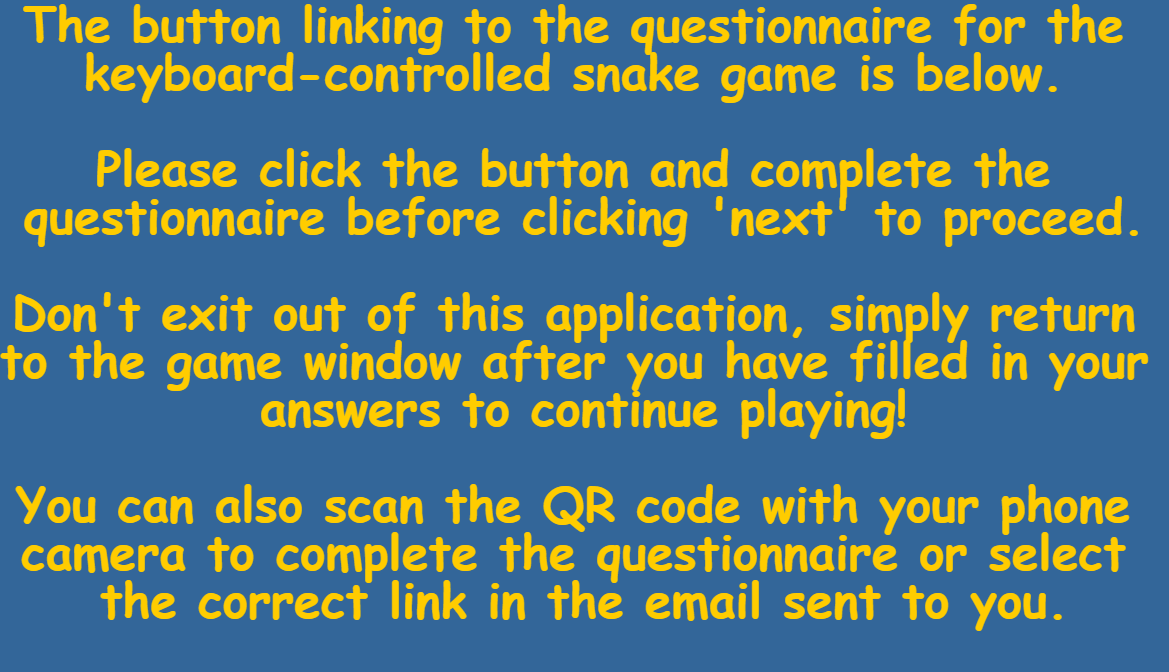 The button linking to the questionnaire for the
keyboard-controlled snake game is below.
Please click the button and complete the
questionnaire before clicking 'next' to proceed.
Don't exit out of this application, simply return
to the game window after you have filled in your
answers to continue playing!
You can also scan the QR code with your phone
camera to complete the questionnaire or select
the correct link in the email sent to you.